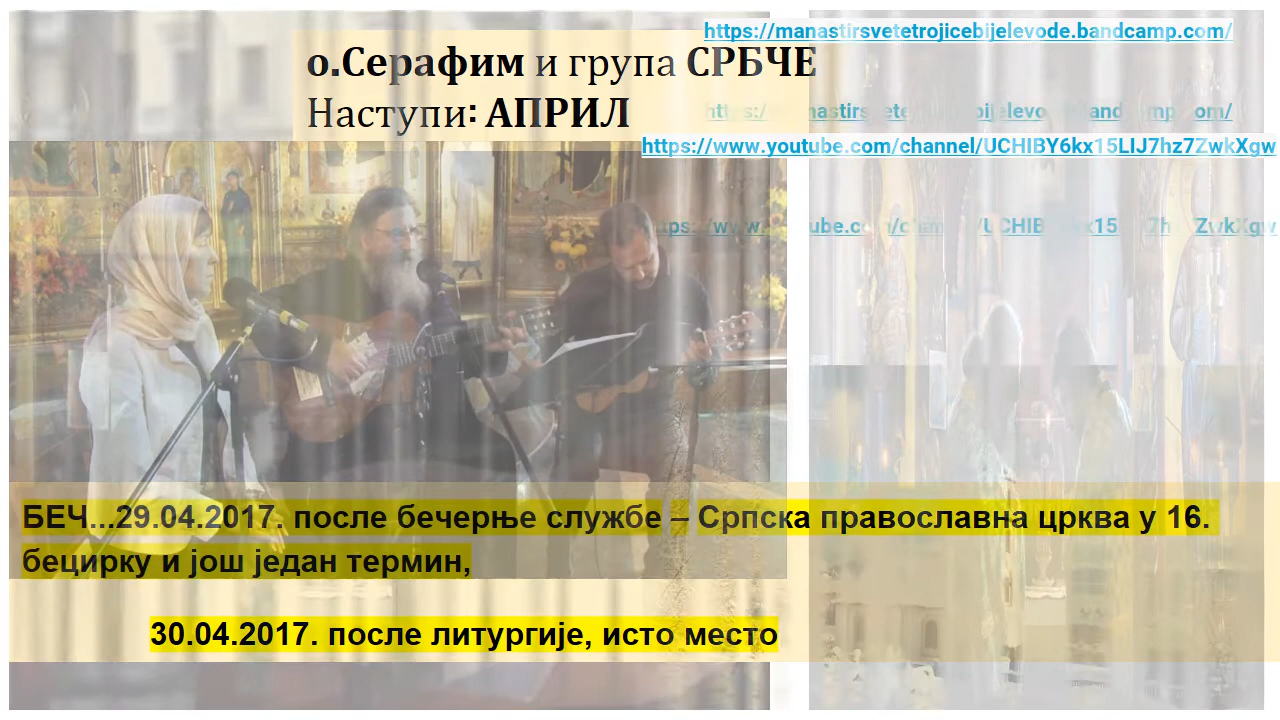 https://manastirsvetetrojicebijelevode.bandcamp.com/
о.Серафим и група СРБЧЕ
Наступи: АПРИЛ
https://www.youtube.com/channel/UCHIBY6kx15LIJ7hz7ZwkXgw
БЕЧ...29.04.2017. после бечерње службе – Српска православна црква у 16.
бецирку и још један термин,
30.04.2017. после литургије, исто место